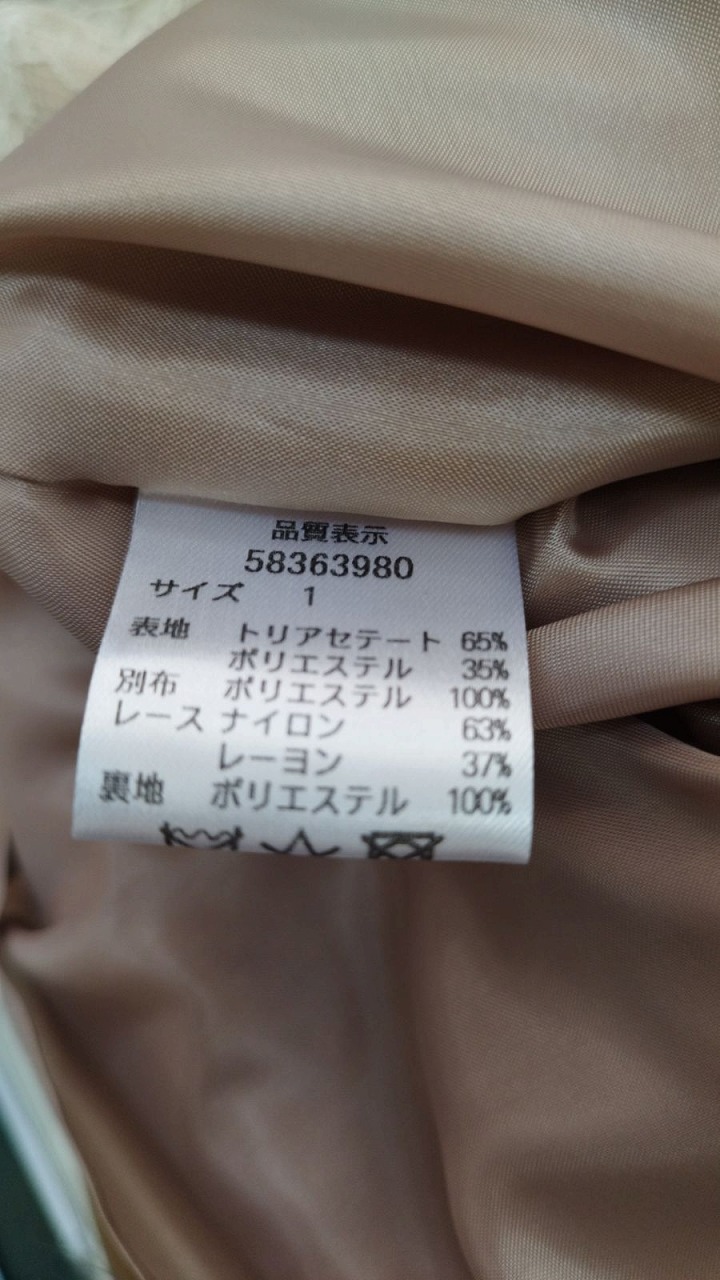 品質表示
58363980
サイズ 1
表地 トリアセテート 65%
ポリエステル 35%
別布 ポリエステル 100%
レース ナイロン 63%
レーヨン 37%
裏地 ポリエステル 100%